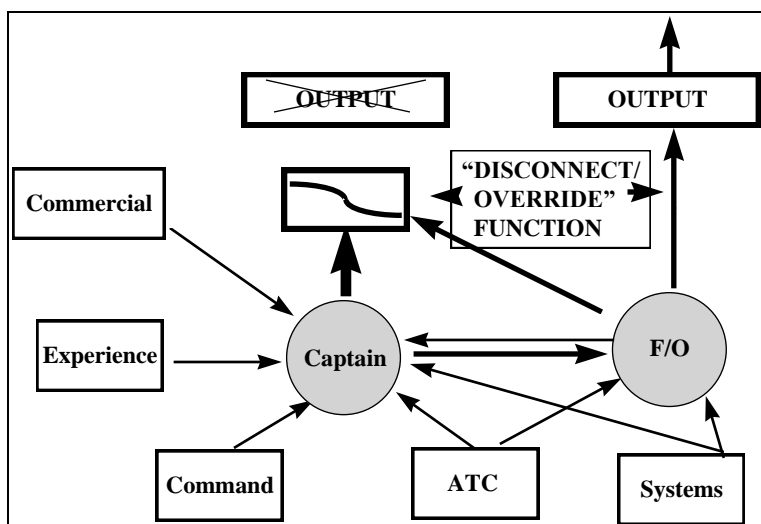 OUTPUT
OUTPUT
“DISCONNECT/
OVERRIDE”
FUNCTION
Commercial
Experience
Captain
F/O
Command
ATC
Systems